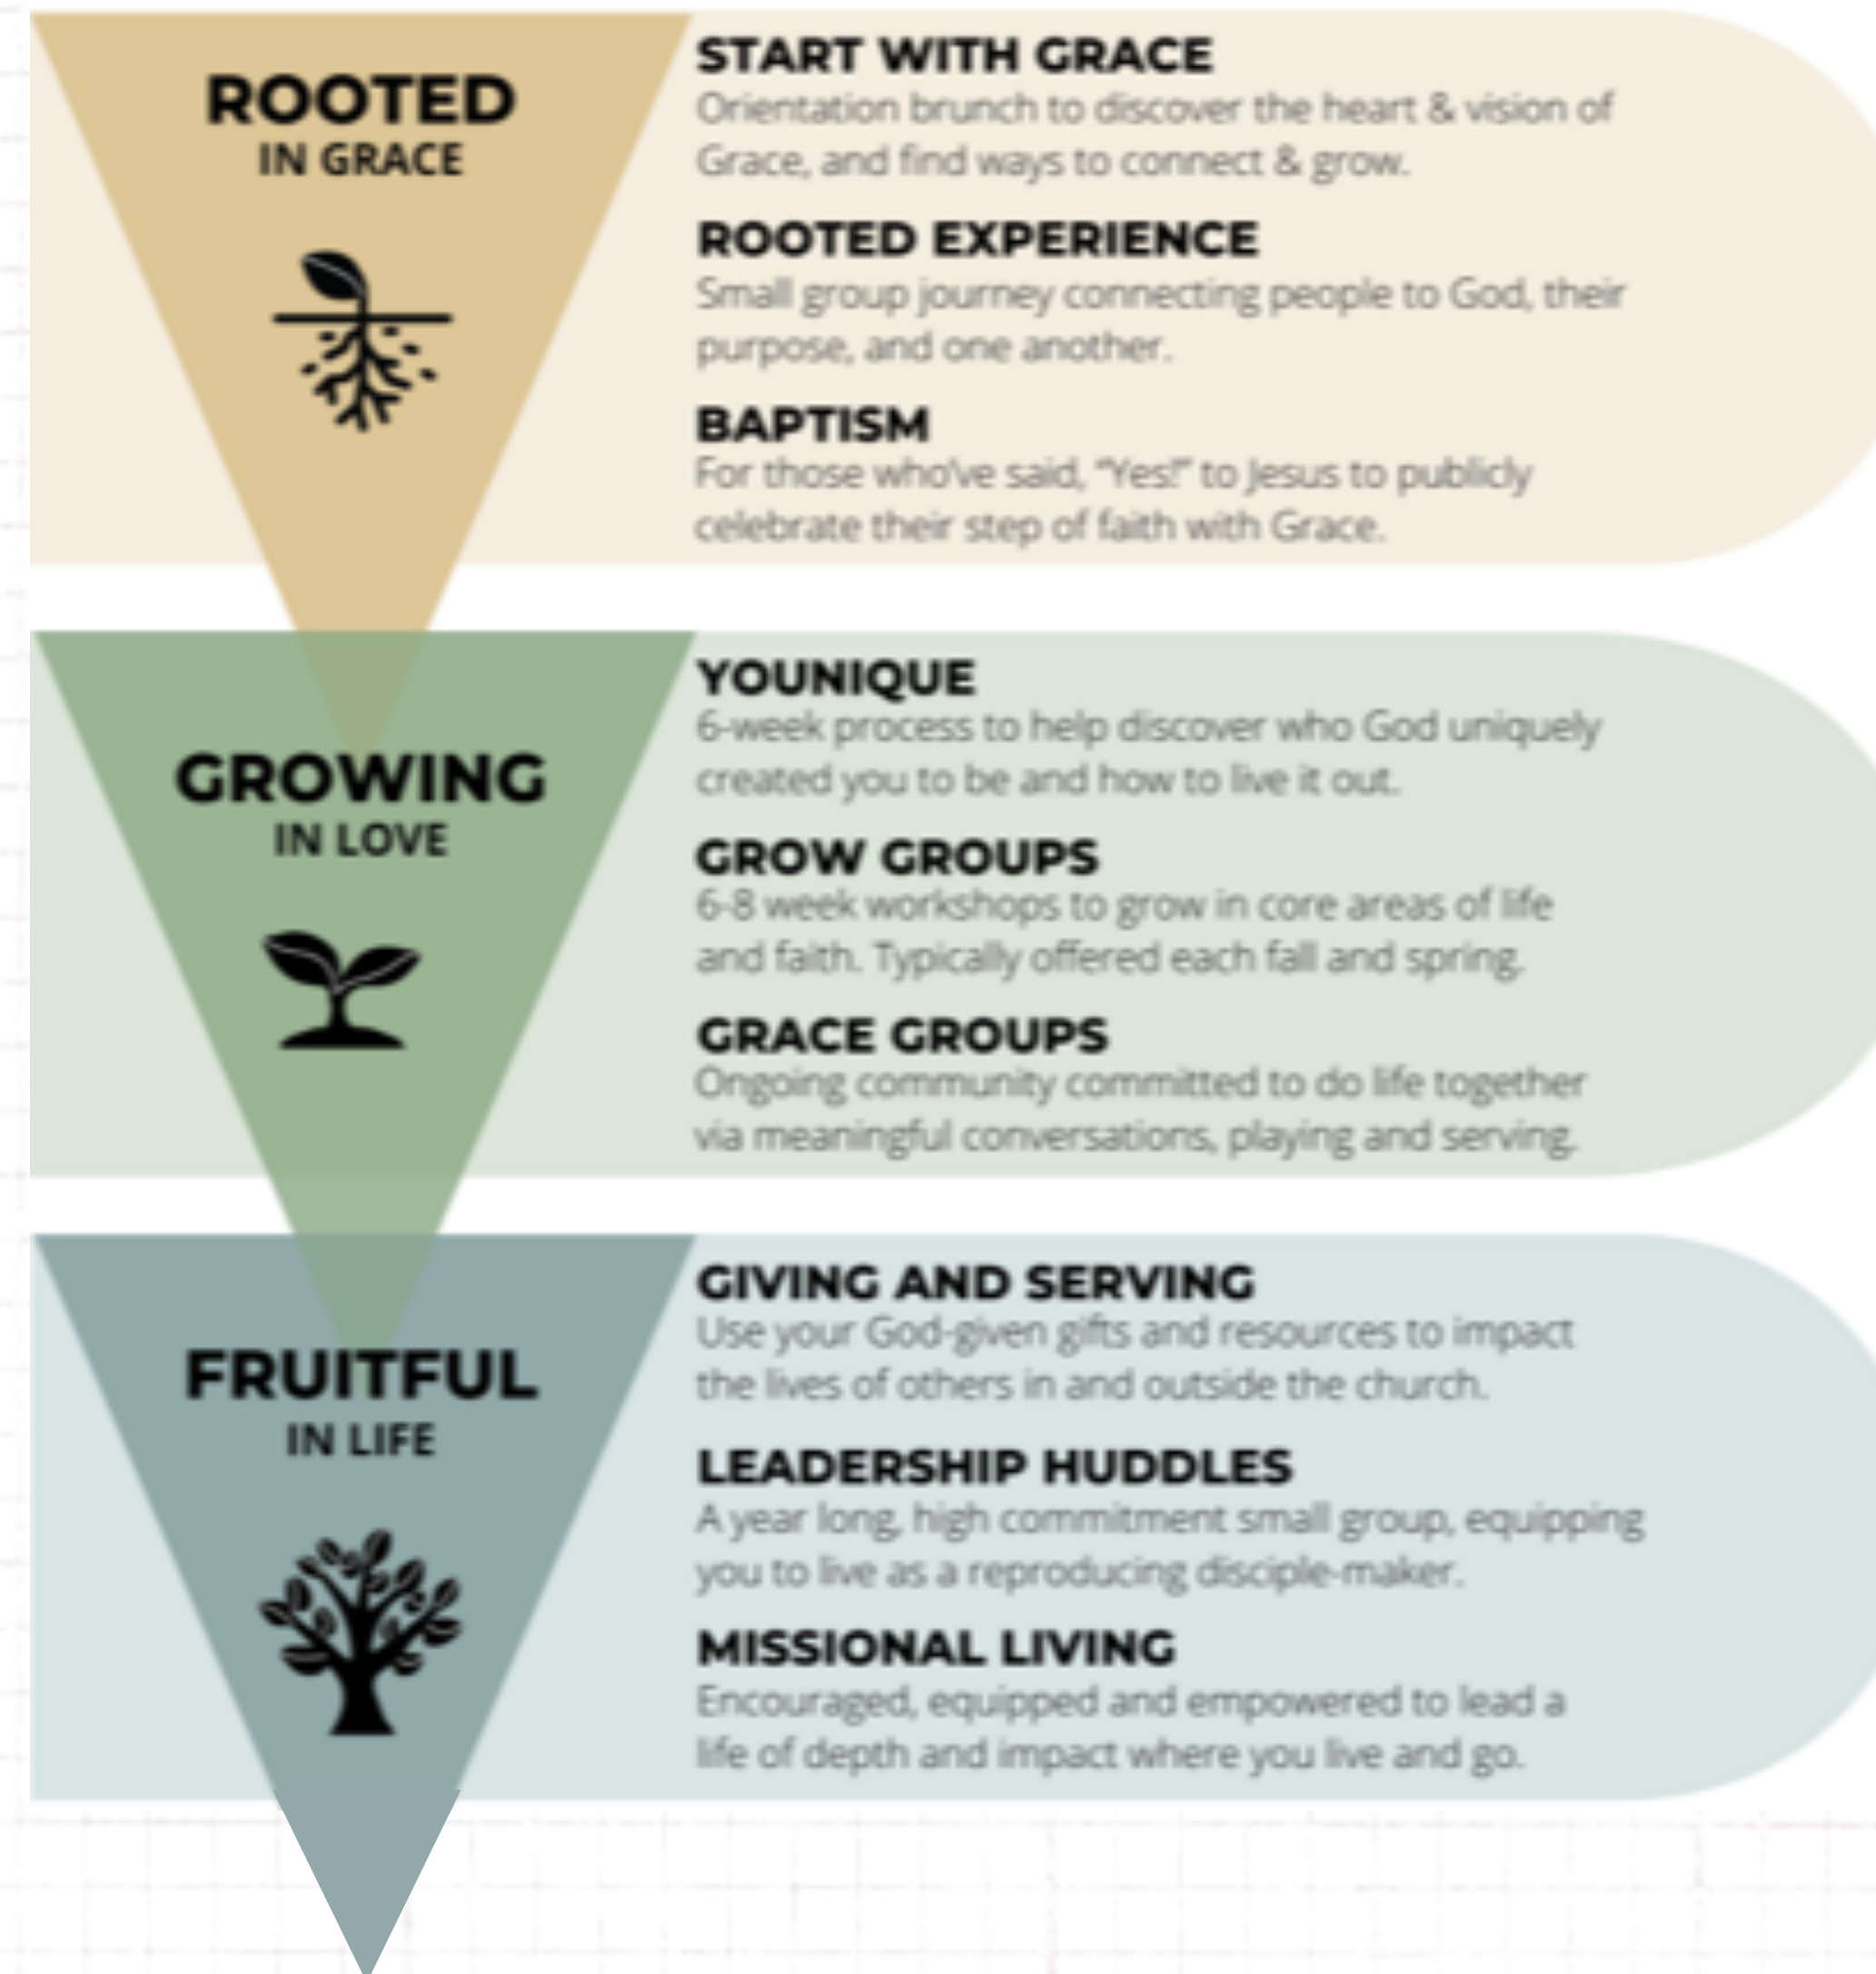 ROOTED
IN GRACE
START WITH GRACE
Orientation brunch to discover the heart & vision of
Grace, and find ways to connect & grow.
ROOTED EXPERIENCE
Small group journey connecting people to God, their
purpose, and one another.
BAPTISM
For those who've said, “Yes!” to Jesus to publicly
celebrate their step of faith with Grace.
GROWING
IN LOVE
YOUNIQUE
6-week process to help discover who God uniquely
created you to be and how to live it out.
GROW GROUPS
6-8 week workshops to grow in core areas of life
and faith. Typically offered each fall and spring.
GRACE GROUPS
Ongoing community committed to do life together
via meaningful conversations, playing and serving.
FRUITFUL
IN LIFE
GIVING AND SERVING
Use your God-given gifts and resources to impact
the lives of others in and outside the church.
LEADERSHIP HUDDLES
A year long, high commitment small group, equipping
you to live as a reproducing disciple-maker.
MISSIONAL LIVING
Encouraged, equipped and empowered to lead a
life of depth and impact where you live and go.